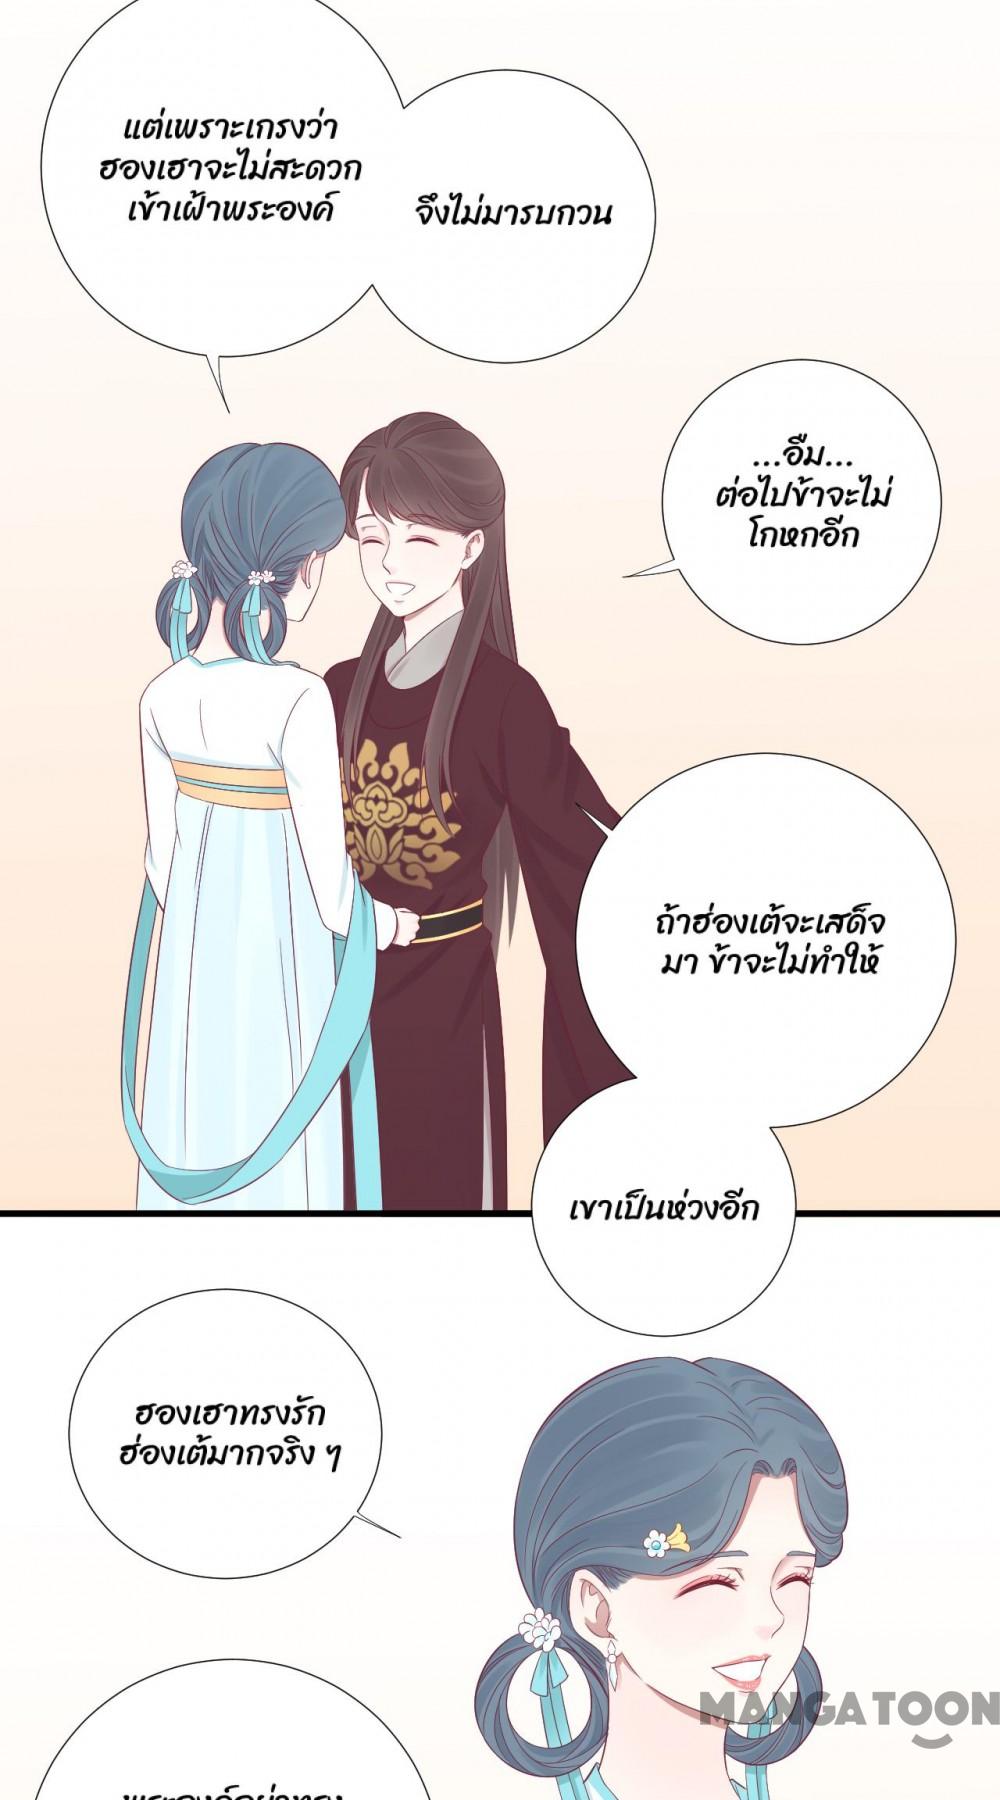 แต่เพราะเกรงว่า
ฮองเฮาจะไม่สะดวก
เข้าเฝ้าพระองค์
จึงไม่มารบกวน
...อืม...
ต่อไปข้าจะไม่
โกหกอีก
ถ้าฮ่องเต้จะเสด็จ
มา ข้าจะไม่ทำให้
เขาเป็นห่วงอีก
ฮองเฮาทรงรัก
ฮ่องเต้มากจริง ๆ
MANGATOON